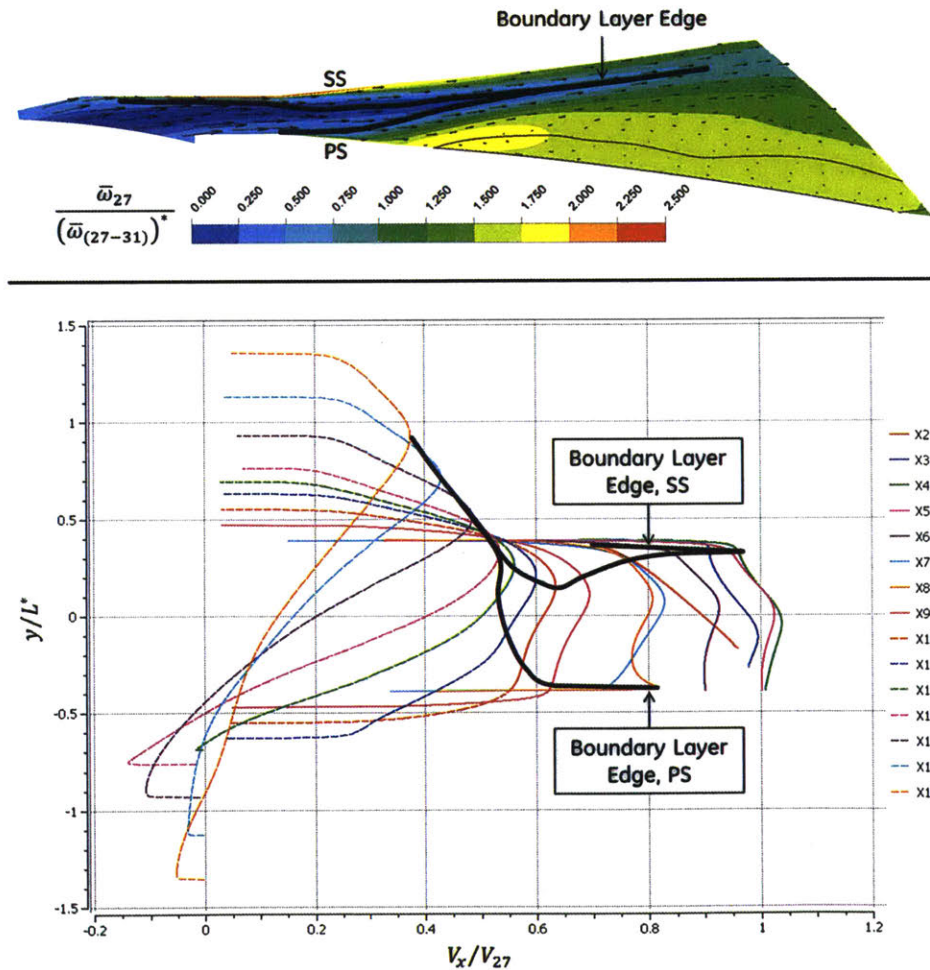 Boundary Layer Edge
SS
PS
ω̅₂₇
(ω̅₍₂₇₋₃₁₎)*
0.000 0.250 0.500 0.750 1.000 1.250 1.500 1.750 2.000 2.250 2.500
1.5
1
0.5
0
-0.5
-1
-1.5
y/L*
Boundary Layer
Edge, SS
Boundary Layer
Edge, PS
X2
X3
X4
X5
X6
X7
X8
X9
X1
X1
X1
X1
X1
X1
X1
-0.2 0 0.2 0.4 0.6 0.8 1 1.2
Vₓ/V₂₇